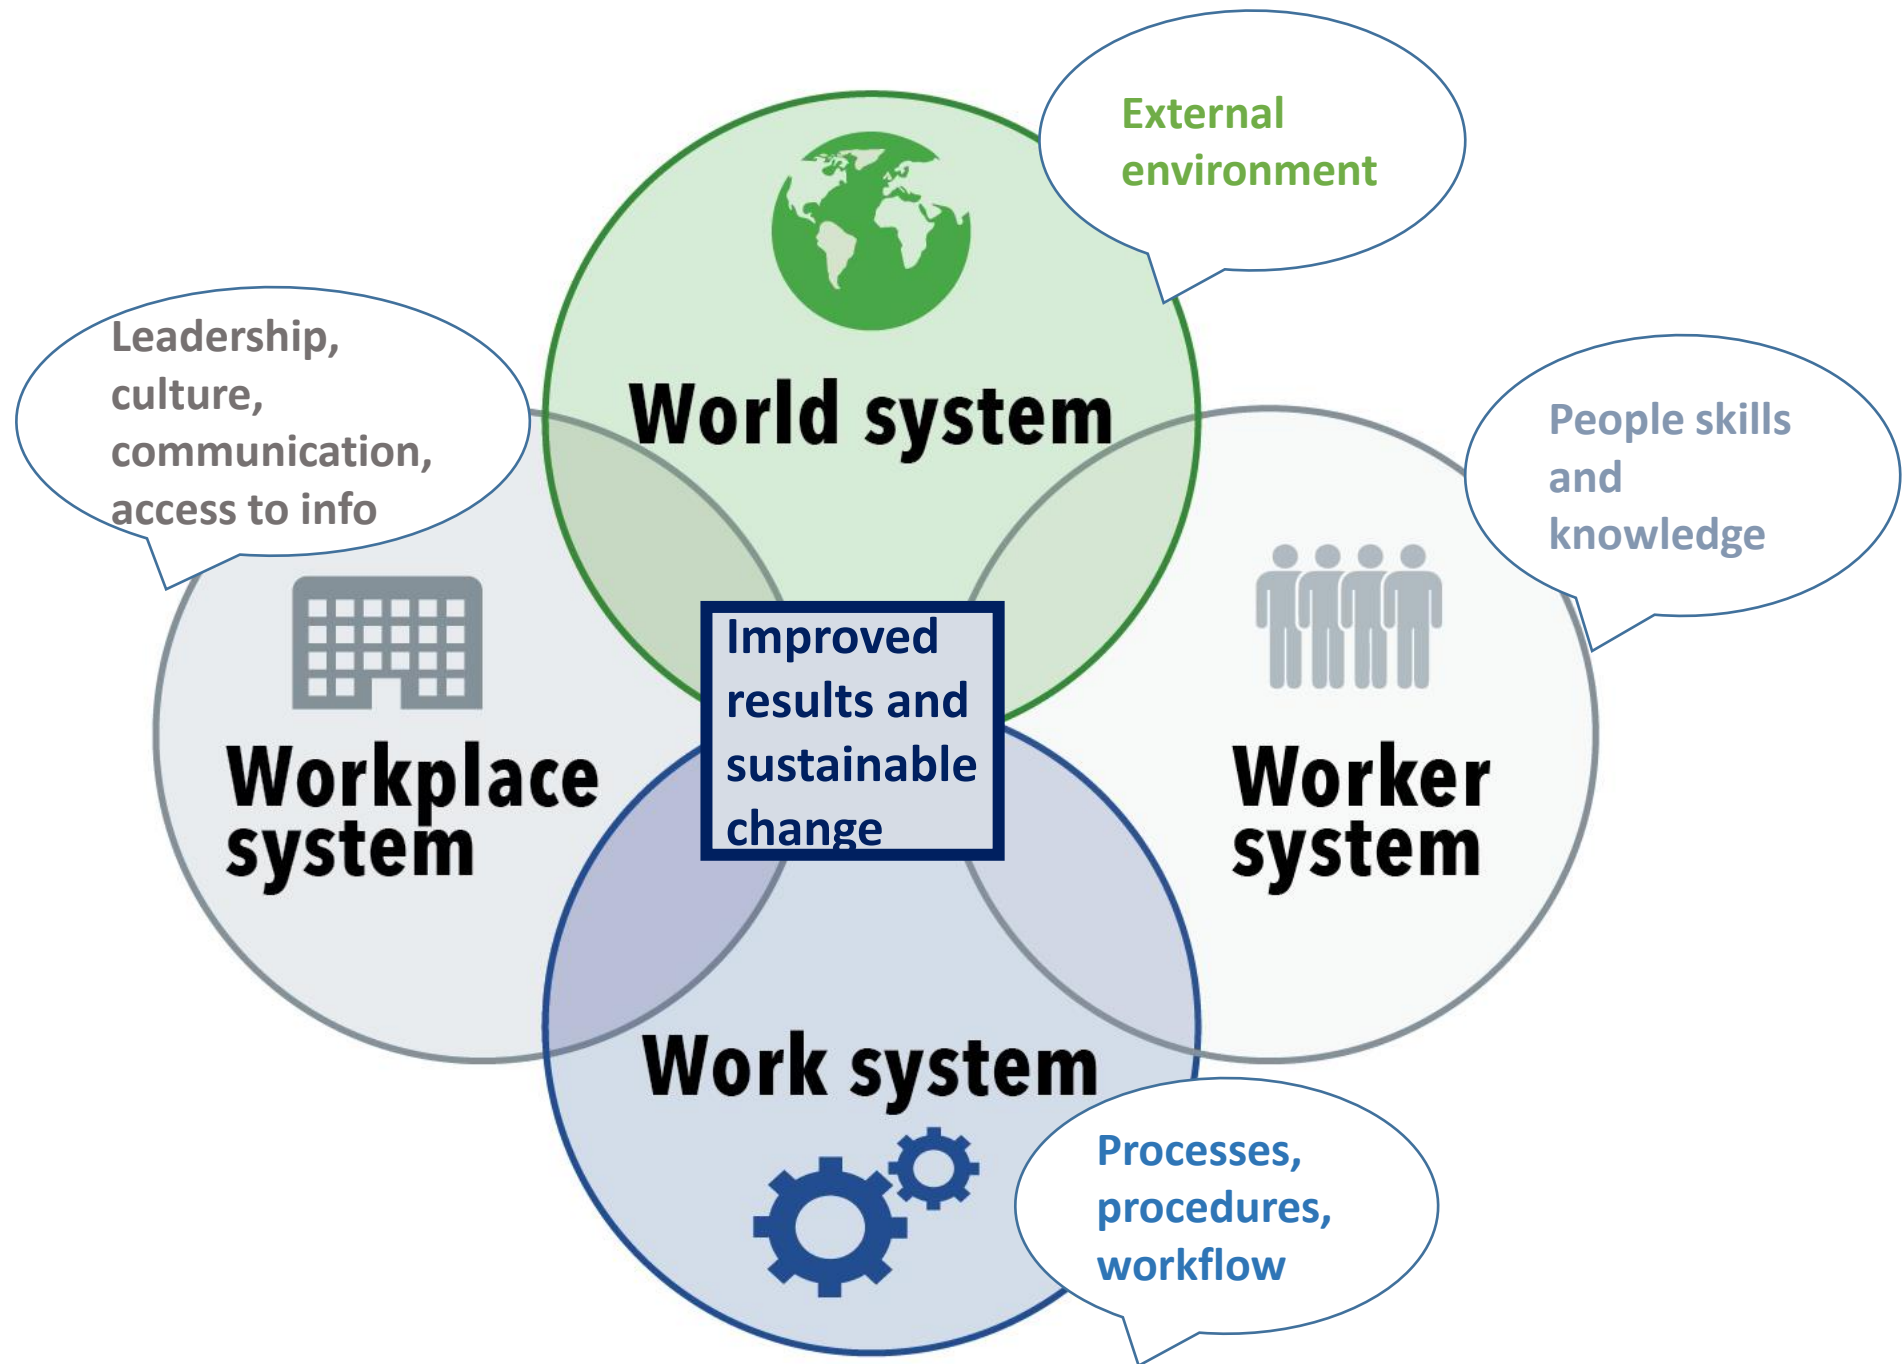 External
environment
World system
Leadership,
culture,
communication,
access to info
People skills
and
knowledge
Improved
results and
sustainable
change
Workplace
system
Worker
system
Work system
Processes,
procedures,
workflow